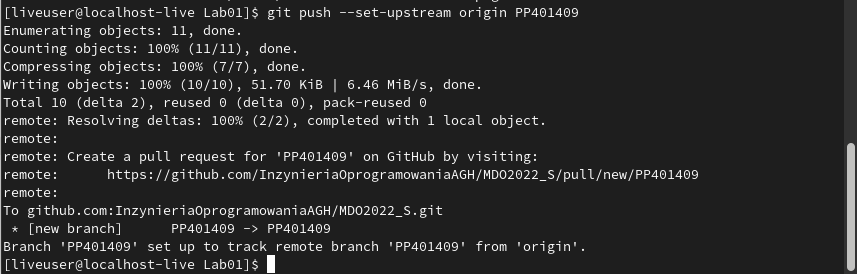 [liveuser@localhost-live Lab01]$ git push --set-upstream origin PP401409
Enumerating objects: 11, done.
Counting objects: 100% (11/11), done.
Compressing objects: 100% (7/7), done.
Writing objects: 100% (10/10), 51.70 KiB | 6.46 MiB/s, done.
Total 10 (delta 2), reused 0 (delta 0), pack-reused 0
remote: Resolving deltas: 100% (2/2), completed with 1 local object.
remote:
remote: Create a pull request for 'PP401409' on GitHub by visiting:
remote:      https://github.com/InzynieriaOprogramowaniaAGH/MDO2022_S/pull/new/PP401409
remote:
To github.com:InzynieriaOprogramowaniaAGH/MDO2022_S.git
 * [new branch]      PP401409 -> PP401409
Branch 'PP401409' set up to track remote branch 'PP401409' from 'origin'.
[liveuser@localhost-live Lab01]$